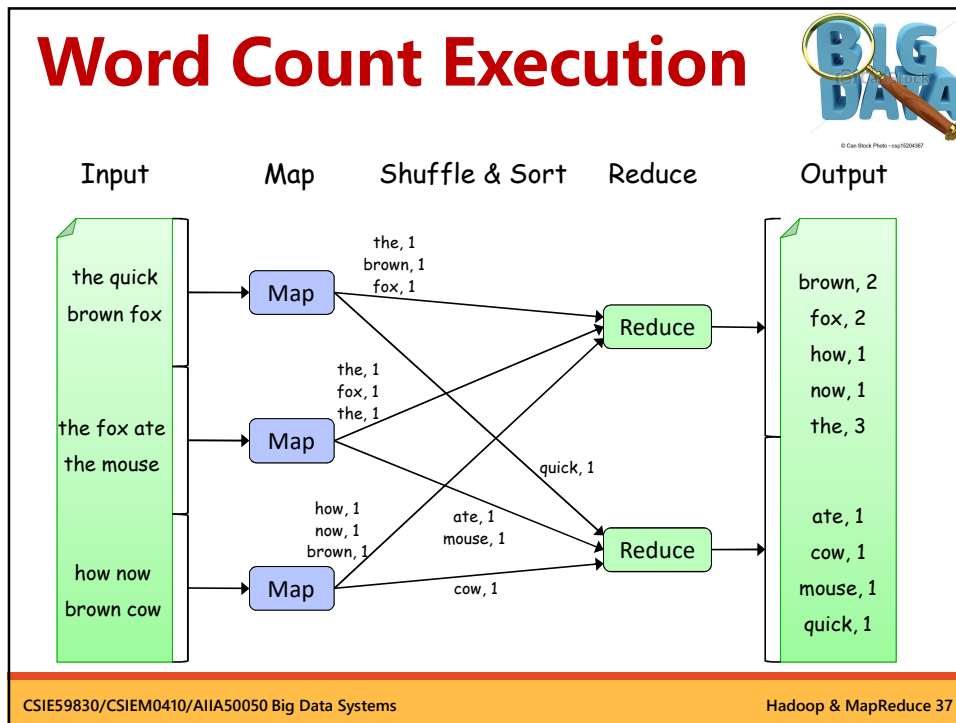 Word Count Execution
BIG
DATA
© CanStock
© Can Stock Photo - csp15204367
Input
Map
Shuffle & Sort
Reduce
Output
the quick
brown fox
the fox ate
the mouse
how now
brown cow
Map
Map
Map
the, 1
brown, 1
fox, 1
the, 1
fox, 1
the, 1
how, 1
now, 1
brown, 1
quick, 1
ate, 1
mouse, 1
cow, 1
Reduce
Reduce
brown, 2
fox, 2
how, 1
now, 1
the, 3
ate, 1
cow, 1
mouse, 1
quick, 1
CSIE59830/CSIEM0410/AIIA50050 Big Data Systems
Hadoop & MapReduce 37